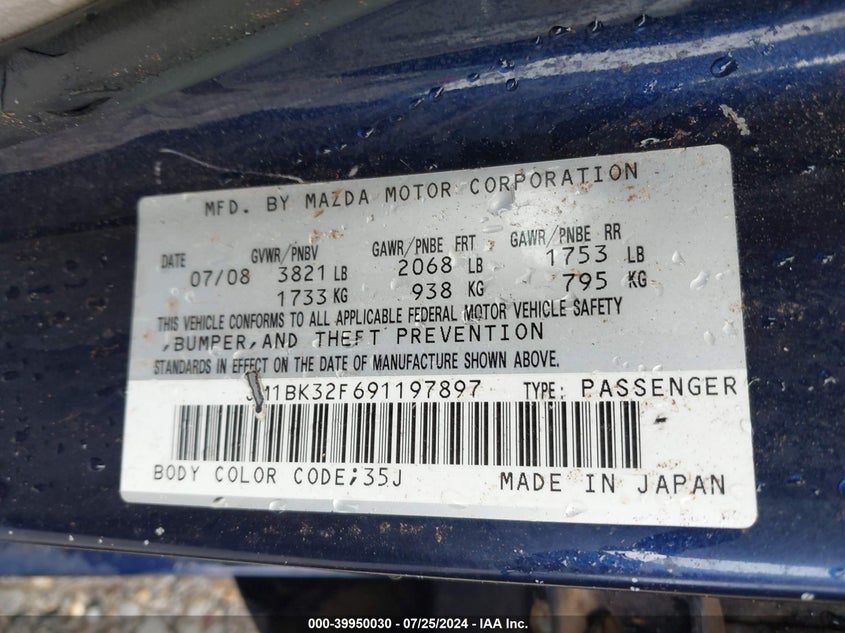 MFD. BY MAZDA MOTOR CORPORATION
DATE GVWR/PNBV GAWR/PNBE FRT GAWR/PNBE RR
07/08 3821 LB 2068 LB 1753 LB
1733 KG 938 KG 795 KG
THIS VEHICLE CONFORMS TO ALL APPLICABLE FEDERAL MOTOR VEHICLE SAFETY
,BUMPER,AND THEFT PREVENTION
STANDARDS IN EFFECT ON THE DATE OF MANUFACTURE SHOWN ABOVE.
JM1BK32F691197897 TYPE: PASSENGER
BODY COLOR CODE;35J MADE IN JAPAN
000-39950030 - 07/25/2024 - IAA Inc.